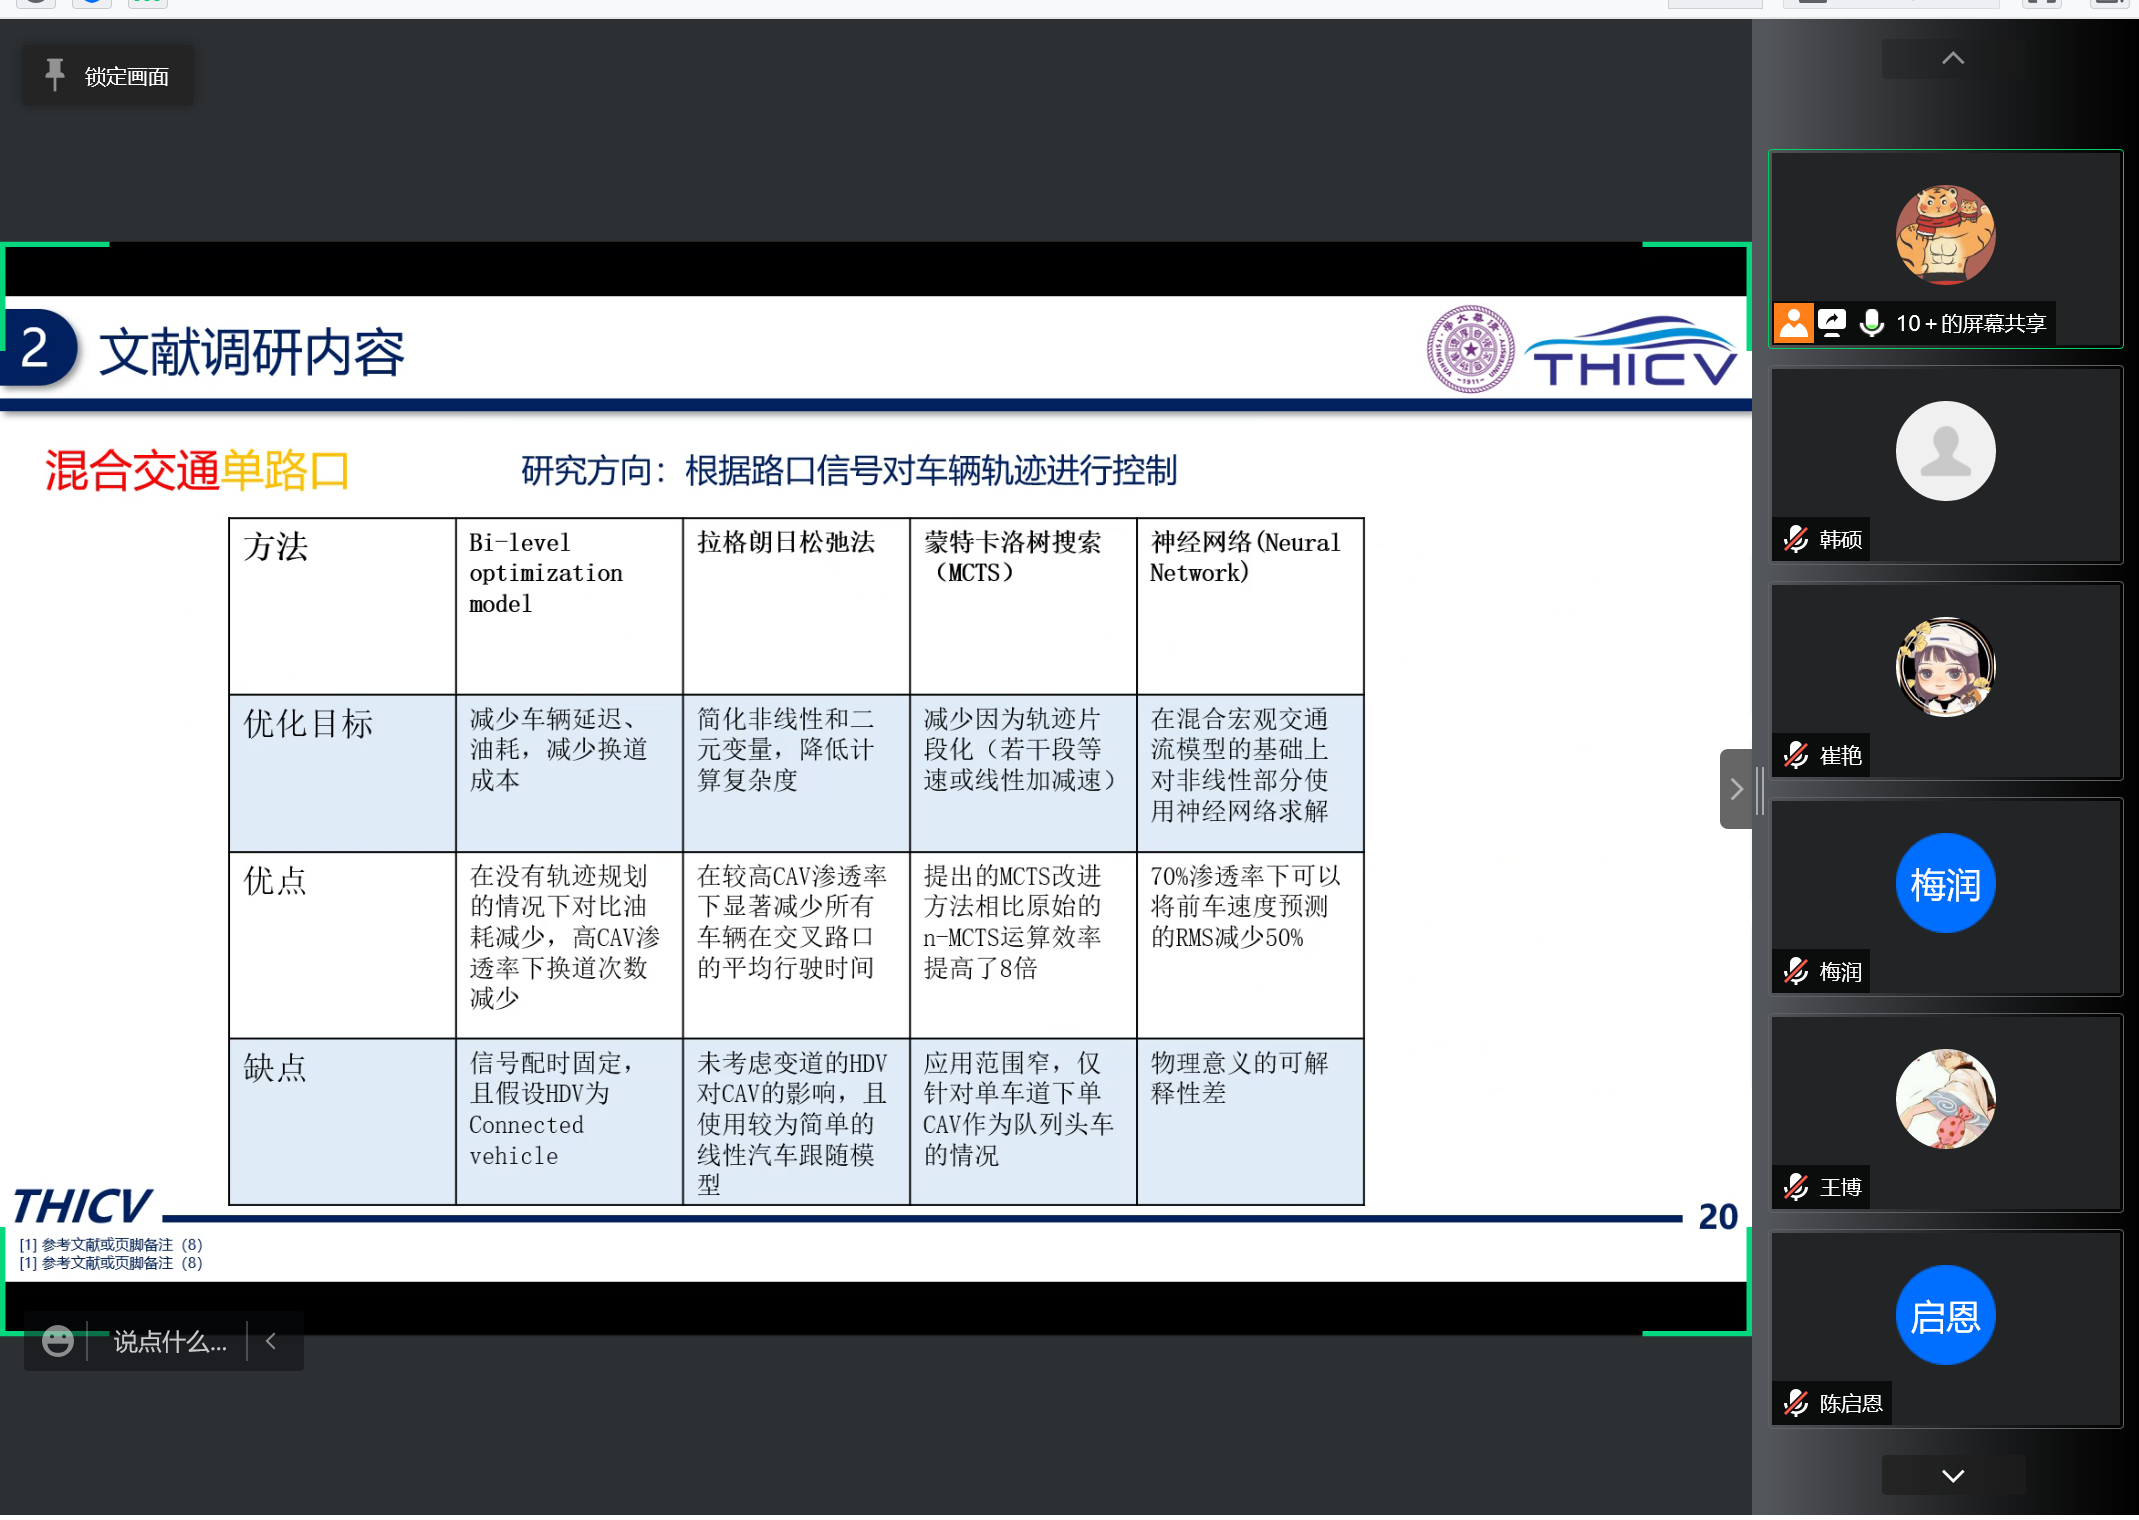 锁定画面
2 文献调研内容
THICV
混合交通单路口
研究方向：根据路口信号对车辆轨迹进行控制
方法
Bi-level
optimization
model
拉格朗日松弛法
蒙特卡洛树搜索
（MCTS）
神经网络(Neural
Network)
优化目标
减少车辆延迟、
油耗，减少换道
成本
简化非线性和二
元变量，降低计
算复杂度
减少因为轨迹片
段化（若干段等
速或线性加减速）
在混合宏观交通
流模型的基础上
对非线性部分使
用神经网络求解
优点
在没有轨迹规划
的情况下对比油
耗减少，高CAV渗
透率下换道次数
减少
在较高CAV渗透率
下显著减少所有
车辆在交叉路口
的平均行驶时间
提出的MCTS改进
方法相比原始的
n-MCTS运算效率
提高了8倍
70%渗透率下可以
将前车速度预测
的RMS减少50%
缺点
信号配时固定，
且假设HDV为
Connected
vehicle
未考虑变道的HDV
对CAV的影响，且
使用较为简单的
线性汽车跟随模
型
应用范围窄，仅
针对单车道下单
CAV作为队列头车
的情况
物理意义的可解
释性差
THICV
20
[1] 参考文献或页脚备注（8）
[1] 参考文献或页脚备注（8）
说点什么...
10+的屏幕共享
韩硕
崔艳
梅润
梅润
王博
启恩
陈启恩